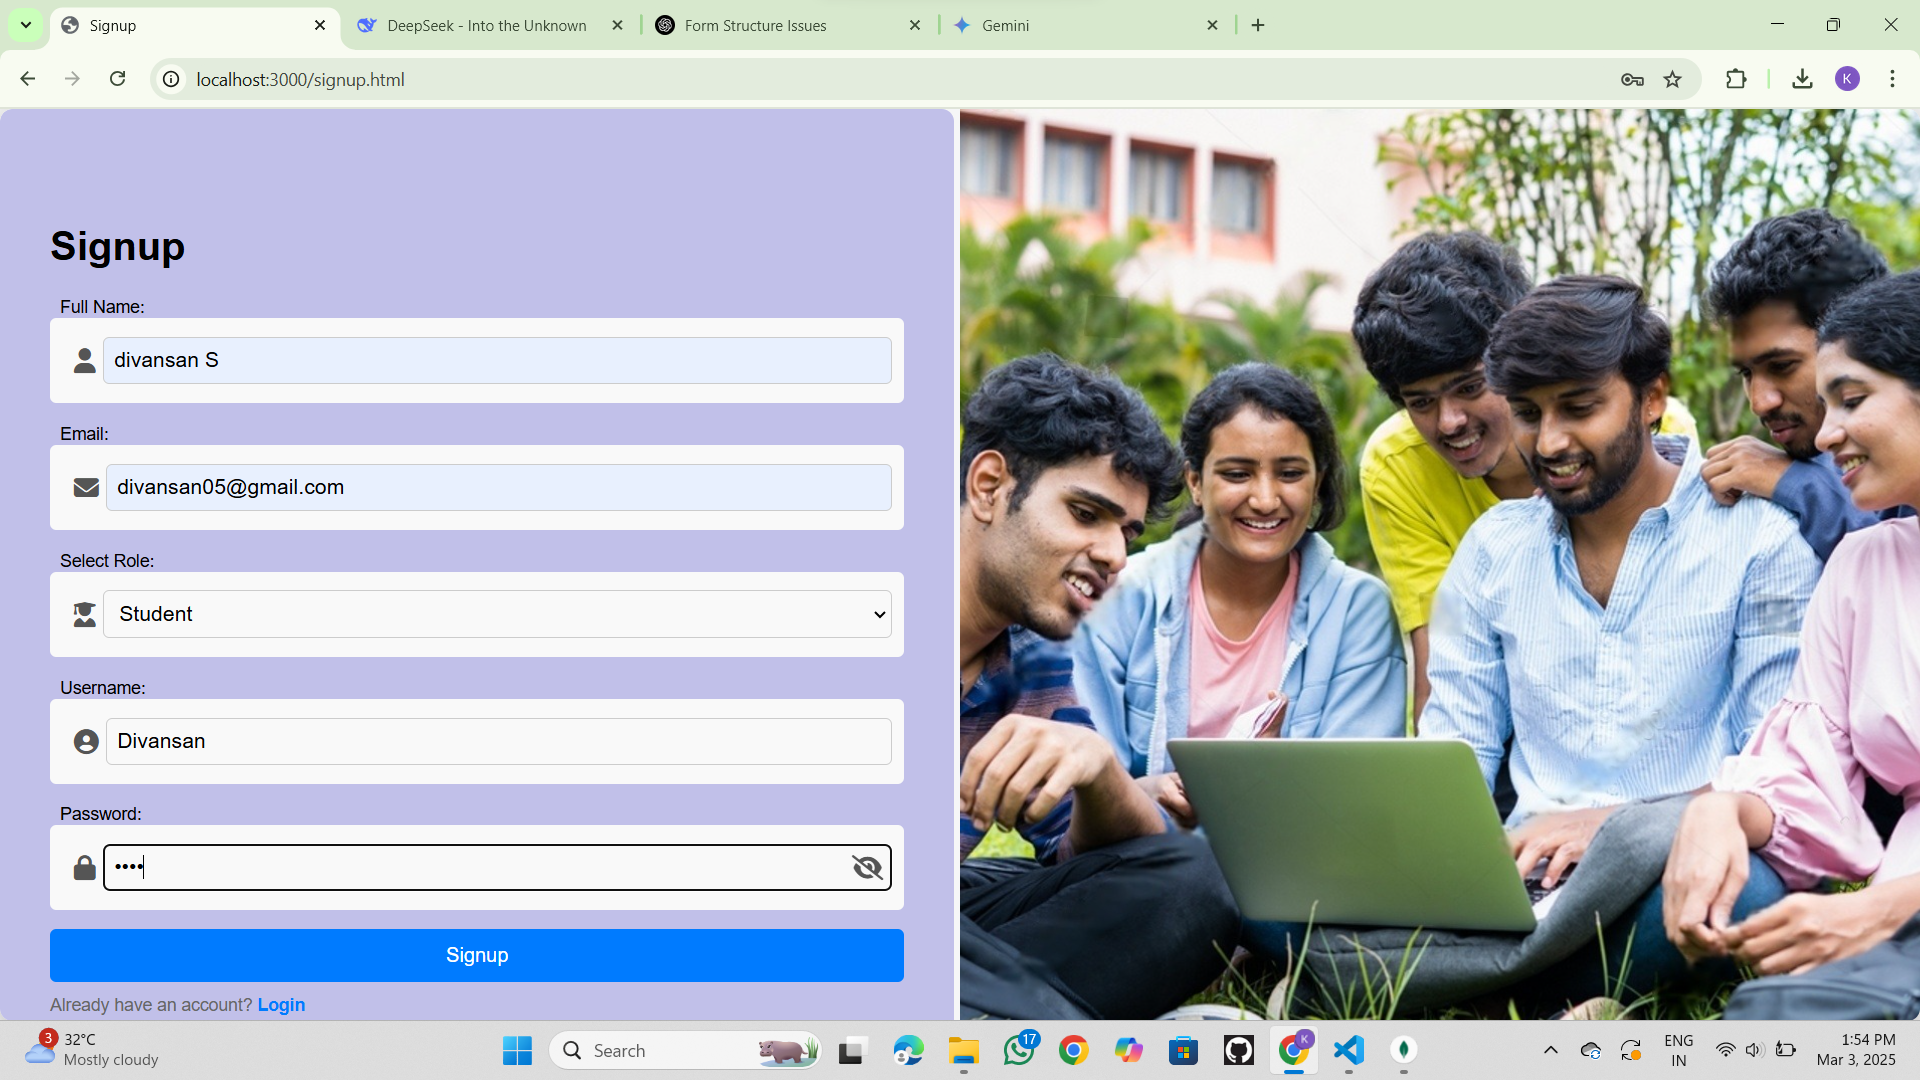 Signup
DeepSeek - Into the Unknown
Form Structure Issues
Gemini
localhost:3000/signup.html
K
Signup
Full Name:
divansan S
Email:
divansan05@gmail.com
Select Role:
Student
Username:
Divansan
Password:
••••
Signup
Already have an account? Login
3
32°C
Mostly cloudy
Search
17
K
ENG
IN
1:54 PM
Mar 3, 2025